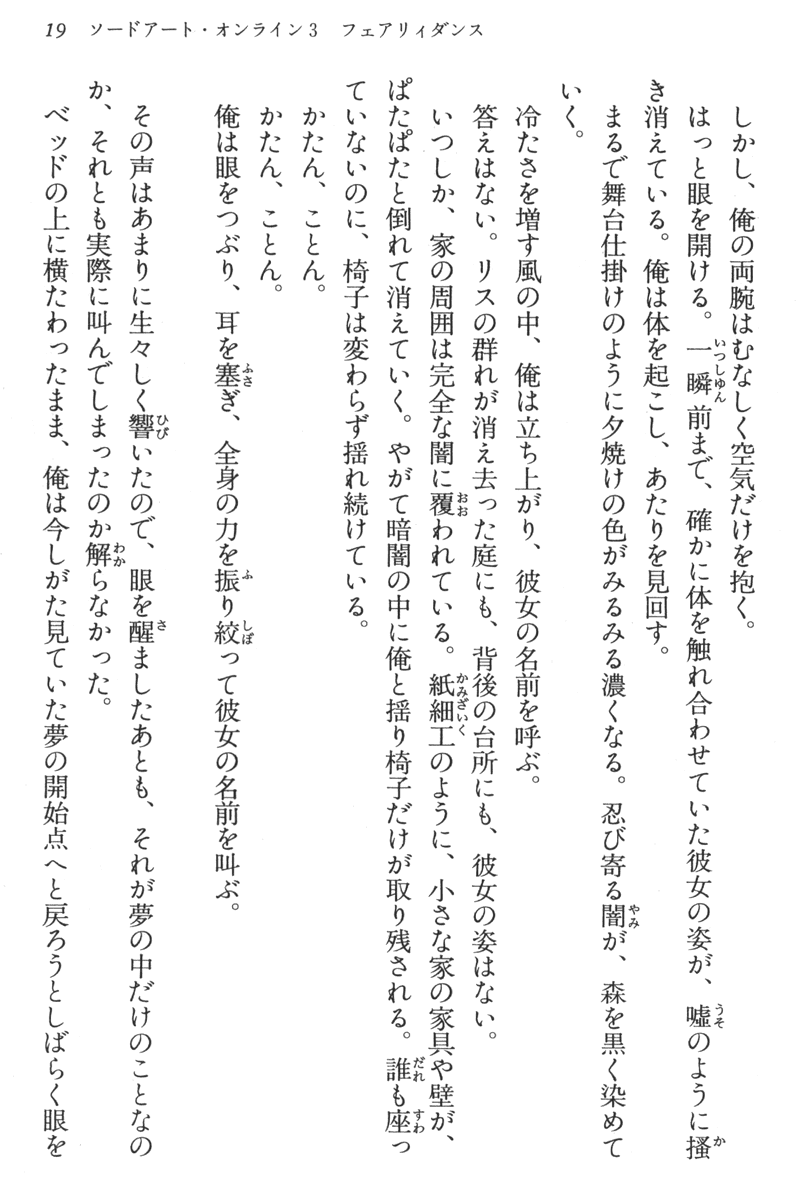 19 ソードアート・オンライン3 フェアリィダンス
しかし、俺の両腕はむなしく空気だけを抱く。
はっと眼を開ける。一瞬前まで、確かに体を触れ合わせていた彼女の姿が、嘘のように掻
き消えている。俺は体を起こし、あたりを見回す。
まるで舞台仕掛けのように夕焼けの色がみるみる濃くなる。忍び寄る闇が、森を黒く染めて
いく。
冷たさを増す風の中、俺は立ち上がり、彼女の名前を呼ぶ。
答えはない。リスの群れが消え去った庭にも、背後の台所にも、彼女の姿はない。
いつしか、家の周囲は完全な闇に覆われている。紙細工のように、小さな家の家具や壁が、
ぱたぱたと倒れて消えていく。やがて暗闇の中に俺と揺り椅子だけが取り残される。誰も座っ
ていないのに、椅子は変わらず揺れ続けている。
かたん、ことん。
かたん、ことん。
俺は眼をつぶり、耳を塞ぎ、全身の力を振り絞って彼女の名前を叫ぶ。
その声はあまりに生々しく響いたので、眼を醒ましたあとも、それが夢の中だけのことなの
か、それとも実際に叫んでしまったのか解らなかった。
ベッドの上に横たわったまま、俺は今しがた見ていた夢の開始点へと戻ろうとしばらく眼を